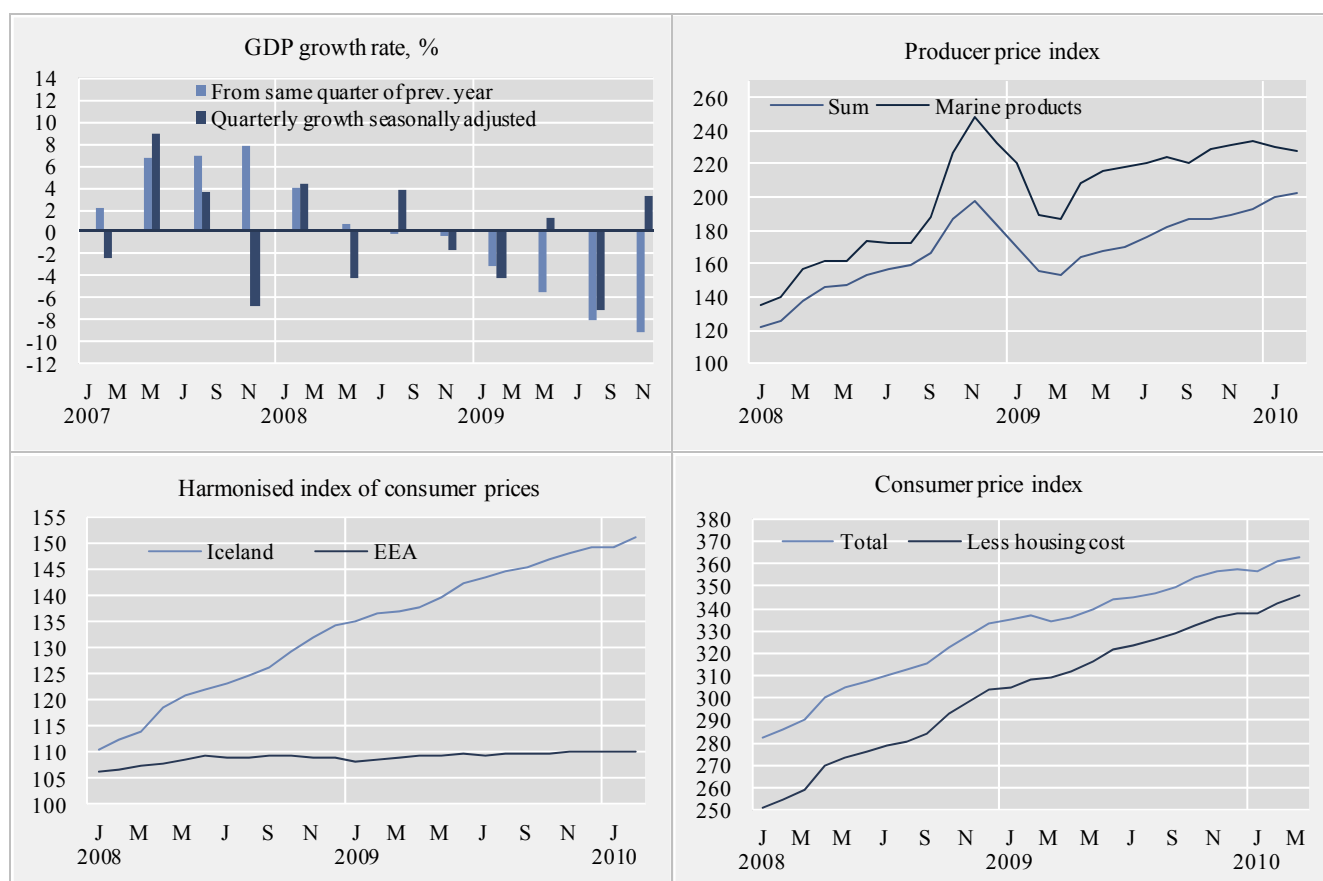 GDP growth rate, %
14
12
10
8
6
4
2
0
-2
-4
-6
-8
-10
-12
From same quarter of prev. year
Quarterly growth seasonally adjusted
J M M J S N J M M J S N J M M J S N
2007 2008 2009
Producer price index
260
240
220
200
180
160
140
120
100
Sum Marine products
J M M J S N J M M J S N J
2008 2009 2010
Harmonised index of consumer prices
155
150
145
140
135
130
125
120
115
110
105
100
Iceland EEA
J M M J S N J M M J S N J
2008 2009 2010
Consumer price index
380
370
360
350
340
330
320
310
300
290
280
270
260
250
Total Less housing cost
J M M J S N J M M J S N J M
2008 2009 2010